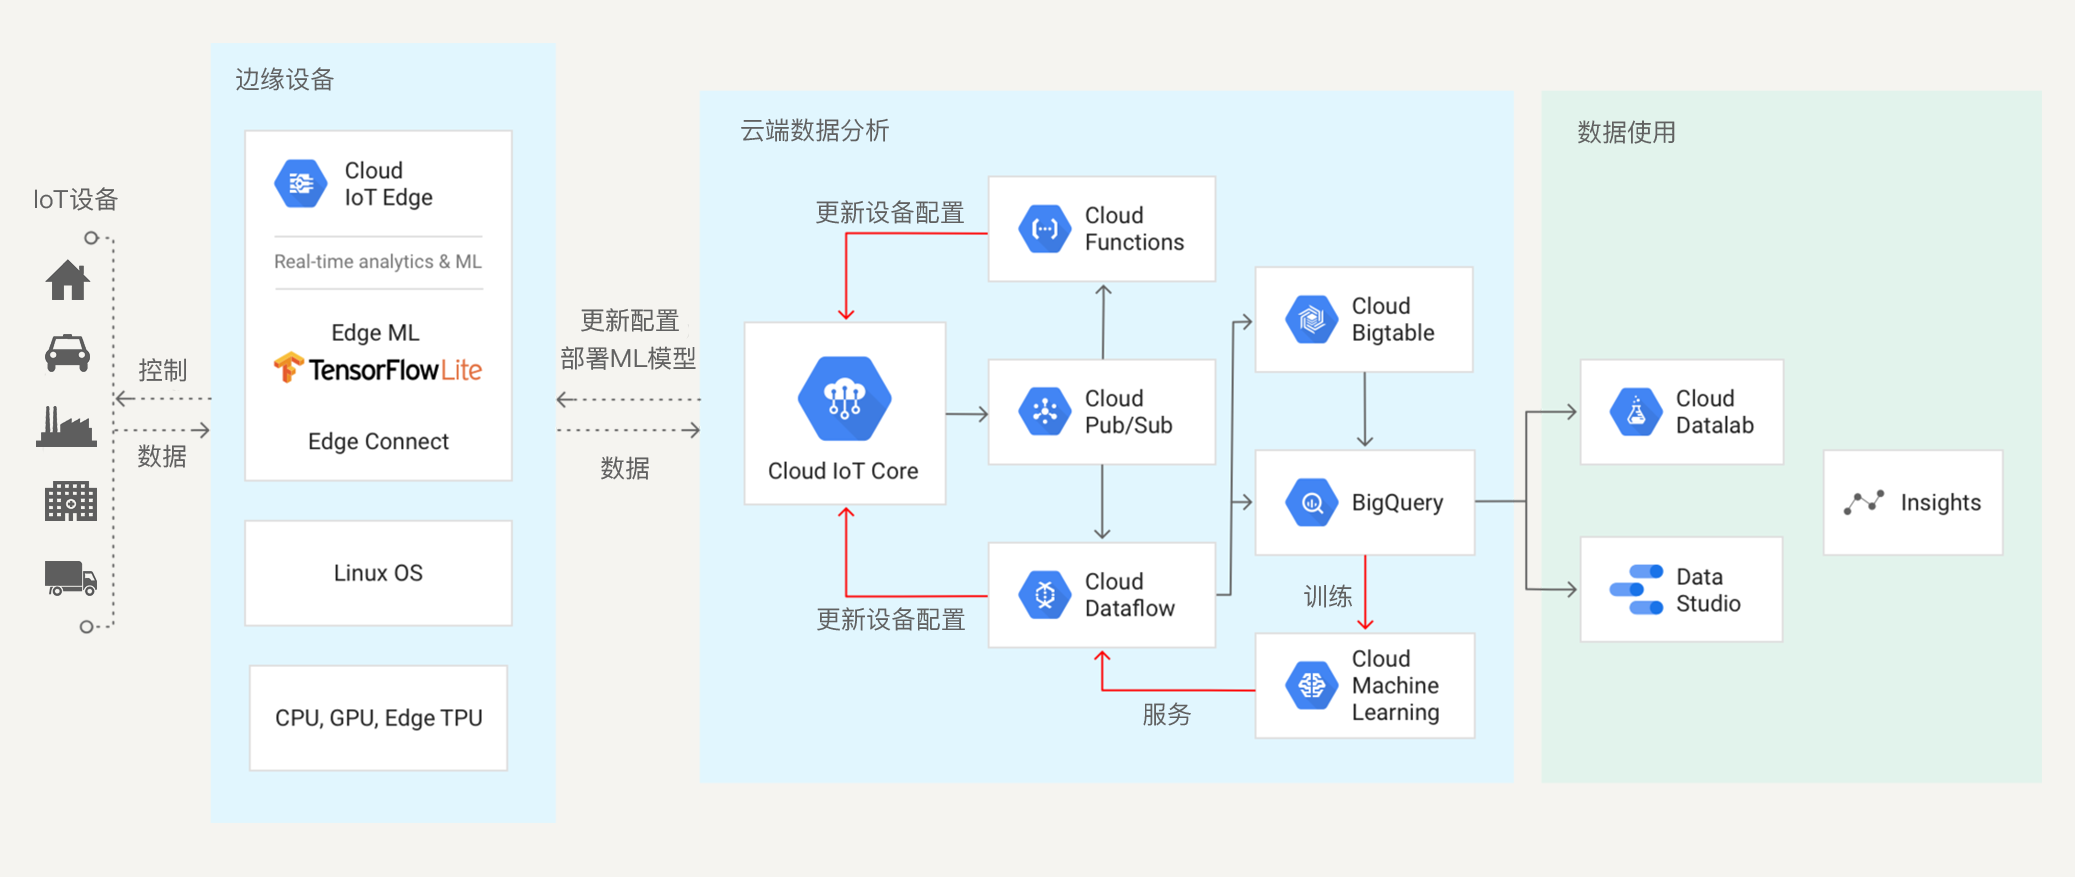 IoT设备
控制
数据
边缘设备
Cloud
IoT Edge
Real-time analytics & ML
Edge ML
TensorFlow Lite
Edge Connect
Linux OS
CPU, GPU, Edge TPU
更新配置
部署ML模型
数据
云端数据分析
更新设备配置
Cloud
Functions
Cloud IoT Core
Cloud
Pub/Sub
更新设备配置
Cloud
Dataflow
Cloud
Bigtable
BigQuery
训练
服务
Cloud
Machine
Learning
数据使用
Cloud
Datalab
Data
Studio
Insights